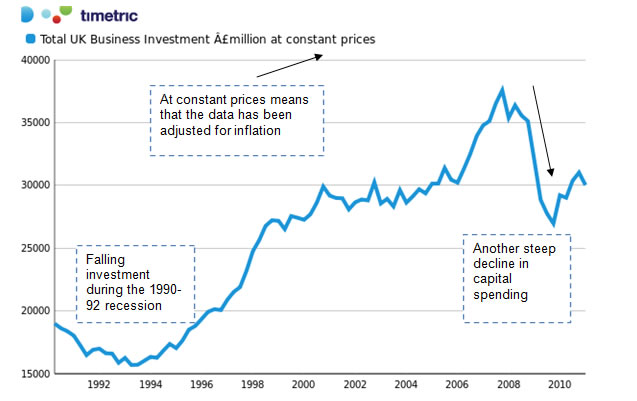 timetric
Total UK Business Investment Â£million at constant prices
40000
At constant prices means
that the data has been
adjusted for inflation
35000
30000
25000
Another steep
decline in
capital
spending
Falling
investment
during the 1990-
92 recession
20000
15000
1992 1994 1996 1998 2000 2002 2004 2006 2008 2010